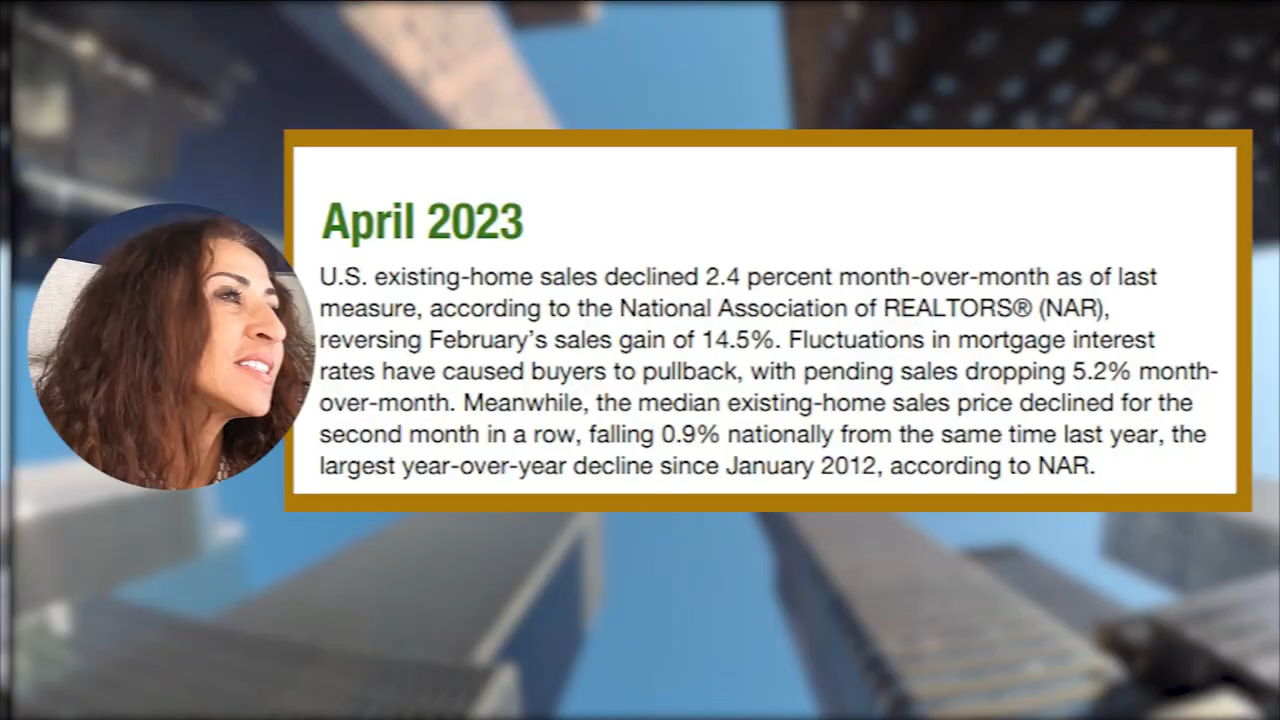 April 2023
U.S. existing-home sales declined 2.4 percent month-over-month as of last
measure, according to the National Association of REALTORS® (NAR),
reversing February’s sales gain of 14.5%. Fluctuations in mortgage interest
rates have caused buyers to pullback, with pending sales dropping 5.2% month-
over-month. Meanwhile, the median existing-home sales price declined for the
second month in a row, falling 0.9% nationally from the same time last year, the
largest year-over-year decline since January 2012, according to NAR.